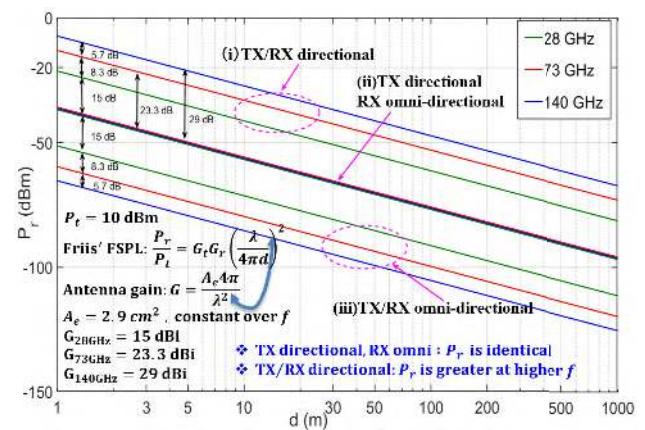 0
-20
-50
-100
-150
P_r (dBm)
28 GHz
73 GHz
140 GHz
(i)TX/RX directional
(ii)TX directional
RX omni-directional
5.7 dB
8.3 dB
15 dB
23.3 dB
29 dB
15 dB
8.3 dB
5.7 dB
P_t = 10 dBm
Friis' FSPL: P_r/P_t = G_tG_r(λ/4πd)^2
Antenna gain: G = A_e4π/λ^2
A_e = 2.9 cm^2 , constant over f
G_28GHz = 15 dBi
G_73GHz = 23.3 dBi
G_140GHz = 29 dBi
(iii)TX/RX omni-directional
❖ TX directional, RX omni : P_r is identical
❖ TX/RX directional: P_r is greater at higher f
1 3 5 10 30 50 100 200 500 1000
d (m)